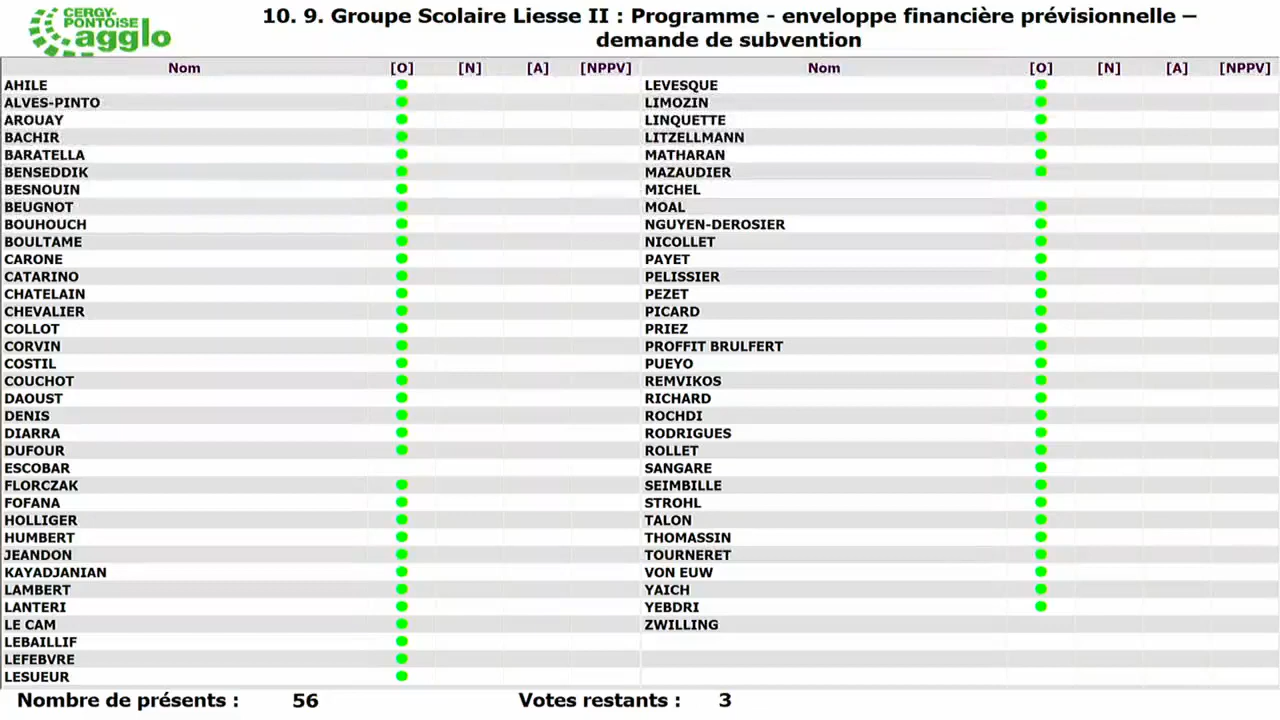 CERGY-
PONTOISE
agglo
10. 9. Groupe Scolaire Liesse II : Programme - enveloppe financière prévisionnelle –
demande de subvention
Nom [O] [N] [A] [NPPV] Nom [O] [N] [A] [NPPV]
AHILE LEVESQUE
ALVES-PINTO LIMOZIN
AROUAY LINQUETTE
BACHIR LITZELLMANN
BARATELLA MATHARAN
BENSEDDIK MAZAUDIER
BESNOUIN MICHEL
BEUGNOT MOAL
BOUHOUCH NGUYEN-DEROSIER
BOULTAME NICOLLET
CARONE PAYET
CATARINO PELISSIER
CHATELAIN PEZET
CHEVALIER PICARD
COLLOT PRIEZ
CORVIN PROFFIT BRULFERT
COSTIL PUEYO
COUCHOT REMVIKOS
DAOUST RICHARD
DENIS ROCHDI
DIARRA RODRIGUES
DUFOUR ROLLET
ESCOBAR SANGARE
FLORCZAK SEIMBILLE
FOFANA STROHL
HOLLIGER TALON
HUMBERT THOMASSIN
JEANDON TOURNERET
KAYADJANIAN VON EUW
LAMBERT YAICH
LANTERI YEBDRI
LE CAM ZWILLING
LEBAILLIF
LEFEBVRE
LESUEUR
Nombre de présents : 56 Votes restants : 3